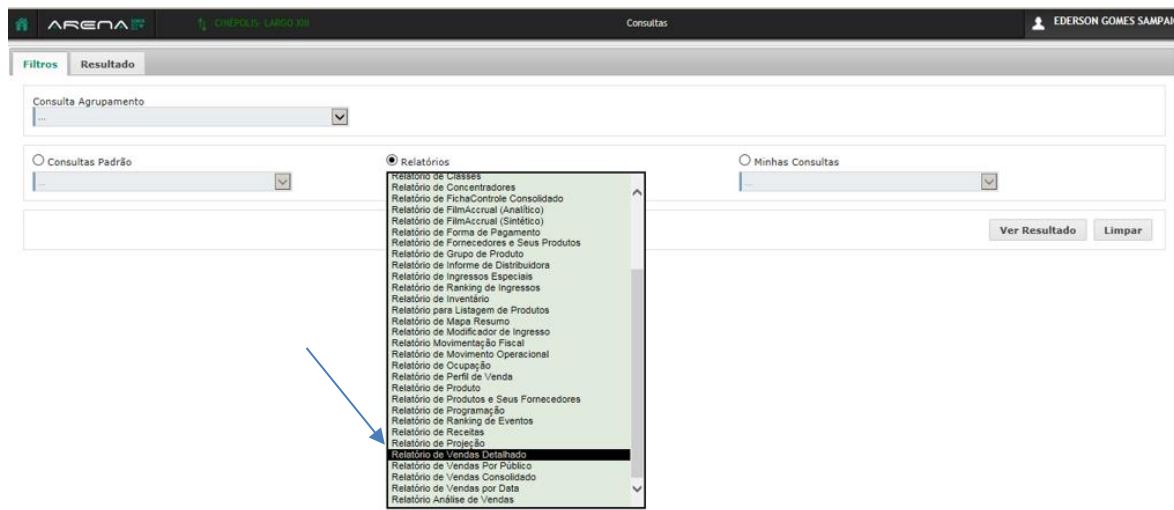 ARENA
CINÉPOLIS- LARGO XIII
Consultas
EDERSON GOMES SAMPAIO
Filtros
Resultado
Consulta Agrupamento
...
Consultas Padrão
Relatórios
Minhas Consultas
...
...
Relatório de Classes
Relatório de Concentradores
Relatório de FichaControle Consolidado
Relatório de FilmAccrual (Analítico)
Relatório de FilmAccrual (Sintético)
Relatório de Forma de Pagamento
Relatório de Fornecedores e Seus Produtos
Relatório de Grupo de Produto
Relatório de Informe de Distribuidora
Relatório de Ingressos Especiais
Relatório de Ranking de Ingressos
Relatório de Inventário
Relatório para Listagem de Produtos
Relatório de Mapa Resumo
Relatório de Modificador de Ingresso
Relatório Movimentação Fiscal
Relatório de Movimento Operacional
Relatório de Ocupação
Relatório de Perfil de Venda
Relatório de Produto
Relatório de Produtos e Seus Fornecedores
Relatório de Programação
Relatório de Ranking de Eventos
Relatório de Receitas
Relatório de Projeção
Relatório de Vendas Detalhado
Relatório de Vendas Por Público
Relatório de Vendas Consolidado
Relatório de Vendas por Data
Relatório Análise de Vendas
Ver Resultado
Limpar